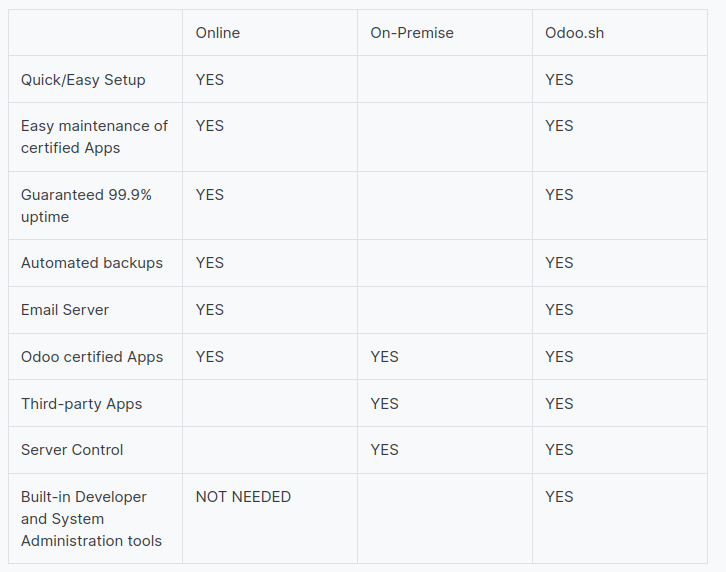 Online On-Premise Odoo.sh
Quick/Easy Setup YES YES
Easy maintenance of YES YES
certified Apps
Guaranteed 99.9% YES YES
uptime
Automated backups YES YES
Email Server YES YES
Odoo certified Apps YES YES YES
Third-party Apps YES YES
Server Control YES YES
Built-in Developer NOT NEEDED YES
and System
Administration tools